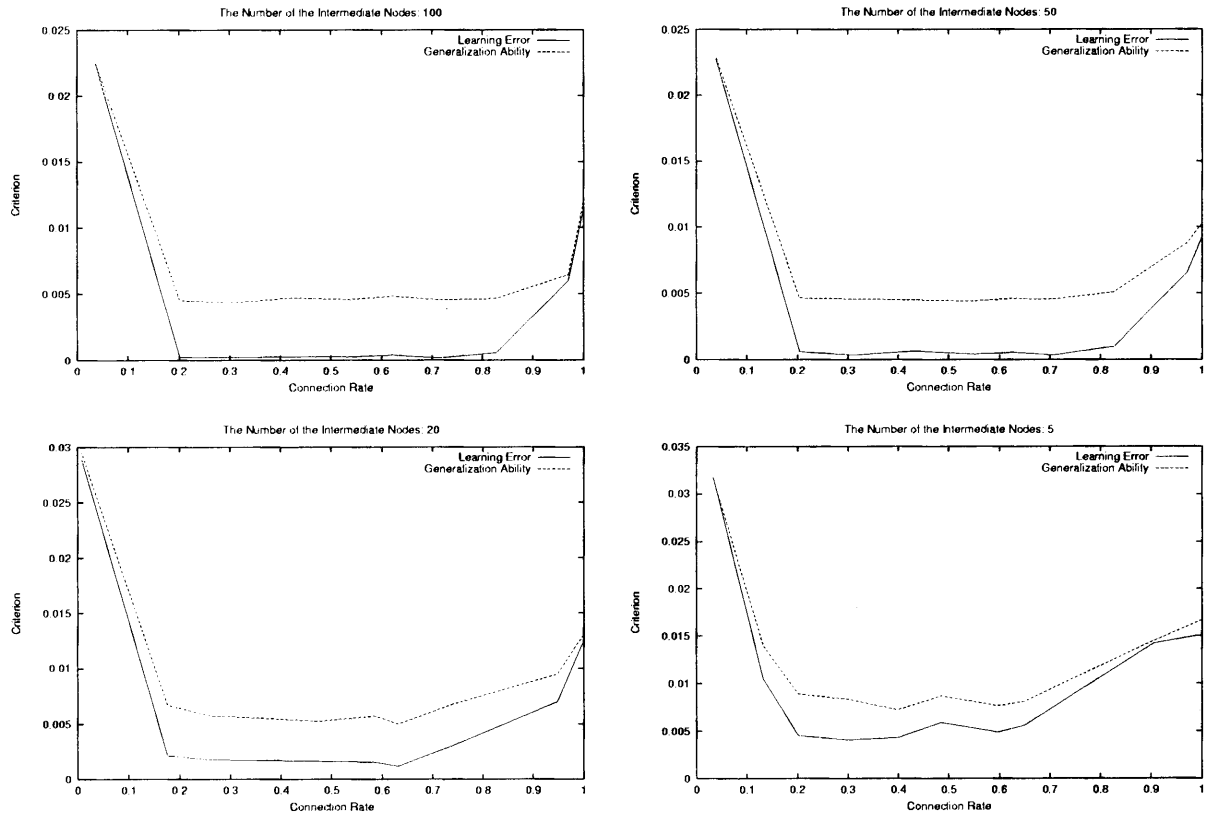 The Number of the Intermediate Nodes: 100
Learning Error
Generalization Ability
0.025
0.02
0.015
0.01
0.005
0
Criterion
0 0.1 0.2 0.3 0.4 0.5 0.6 0.7 0.8 0.9 1
Connection Rate
The Number of the Intermediate Nodes: 50
Learning Error
Generalization Ability
0.025
0.02
0.015
0.01
0.005
0
Criterion
0 0.1 0.2 0.3 0.4 0.5 0.6 0.7 0.8 0.9 1
Connection Rate
The Number of the Intermediate Nodes: 20
Learning Error
Generalization Ability
0.03
0.025
0.02
0.015
0.01
0.005
0
Criterion
0 0.1 0.2 0.3 0.4 0.5 0.6 0.7 0.8 0.9 1
Connection Rate
The Number of the Intermediate Nodes: 5
Learning Error
Generalization Ability
0.035
0.03
0.025
0.02
0.015
0.01
0.005
0
Criterion
0 0.1 0.2 0.3 0.4 0.5 0.6 0.7 0.8 0.9 1
Connection Rate